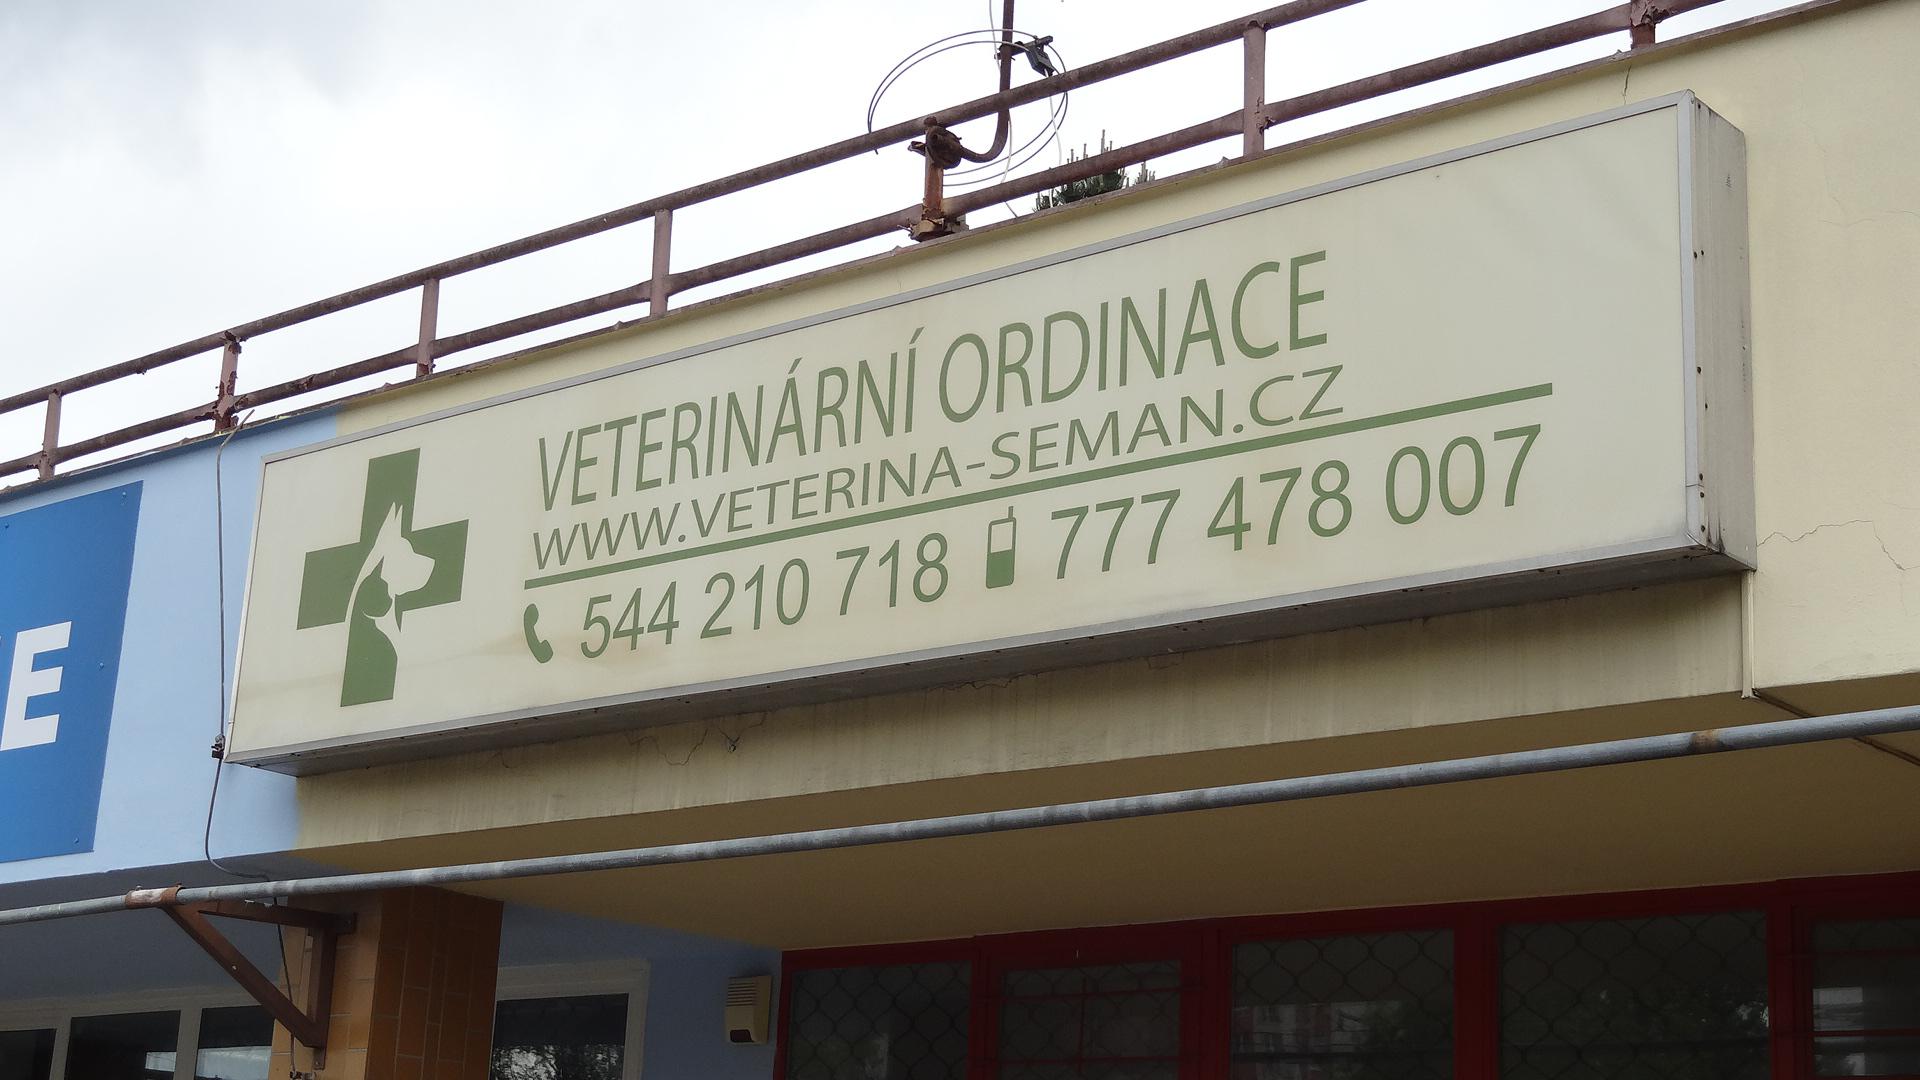 VETERINÁRNÍ ORDINACE
WWW.VETERINA-SEMAN.CZ
544 210 718 777 478 007
E